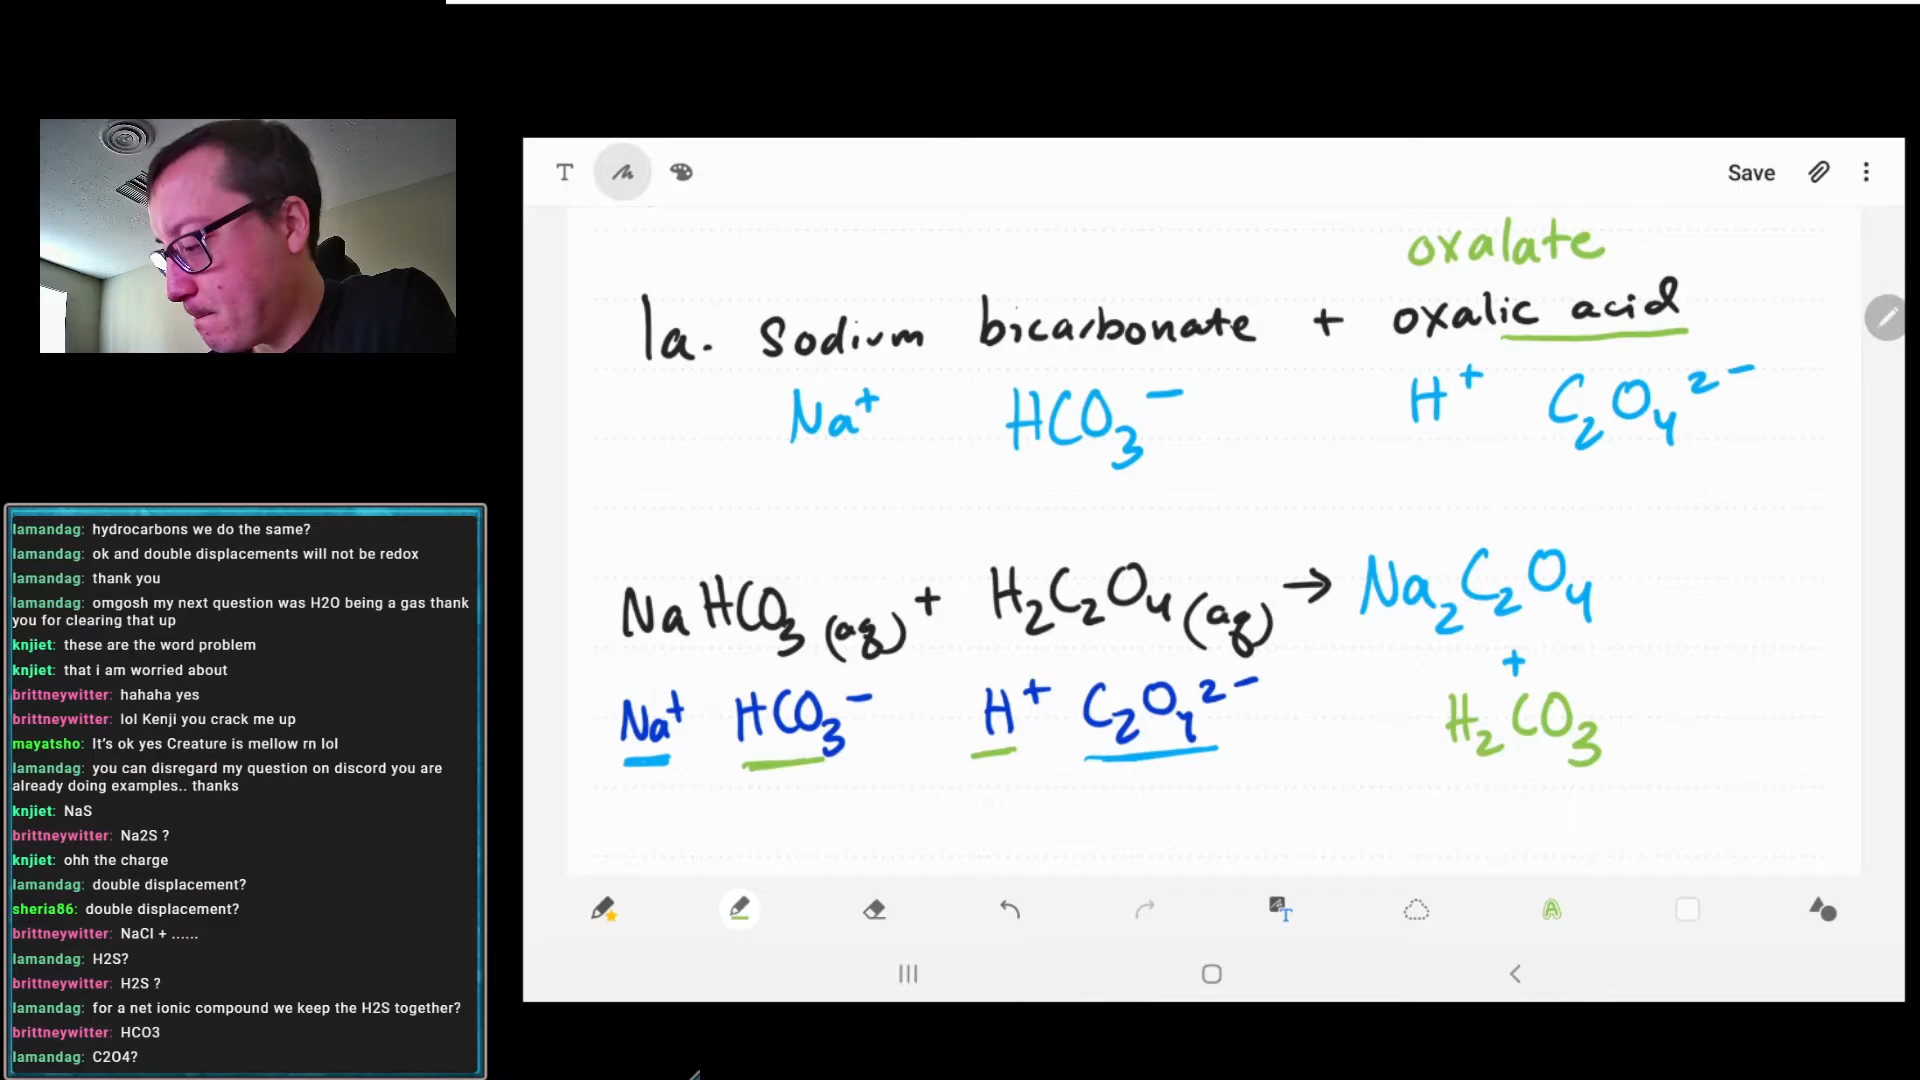 T
Save
oxalate
1a. Sodium bicarbonate + oxalic acid
Na⁺ HCO₃⁻ H⁺ C₂O₄²⁻
NaHCO₃(aq) + H₂C₂O₄(aq) → Na₂C₂O₄
+
Na⁺ HCO₃⁻ H⁺ C₂O₄²⁻ H₂CO₃
lamandag: hydrocarbons we do the same?
lamandag: ok and double displacements will not be redox
lamandag: thank you
lamandag: omgosh my next question was H2O being a gas thank
you for clearing that up
knjiet: these are the word problem
knjiet: that i am worried about
brittneywitter: hahaha yes
brittneywitter: lol Kenji you crack me up
mayatsho: It's ok yes Creature is mellow rn lol
lamandag: you can disregard my question on discord you are
already doing examples.. thanks
knjiet: NaS
brittneywitter: Na2S ?
knjiet: ohh the charge
lamandag: double displacement?
sheria86: double displacement?
brittneywitter: NaCl + ......
lamandag: H2S?
brittneywitter: H2S ?
lamandag: for a net ionic compound we keep the H2S together?
brittneywitter: HCO3
lamandag: C2O4?